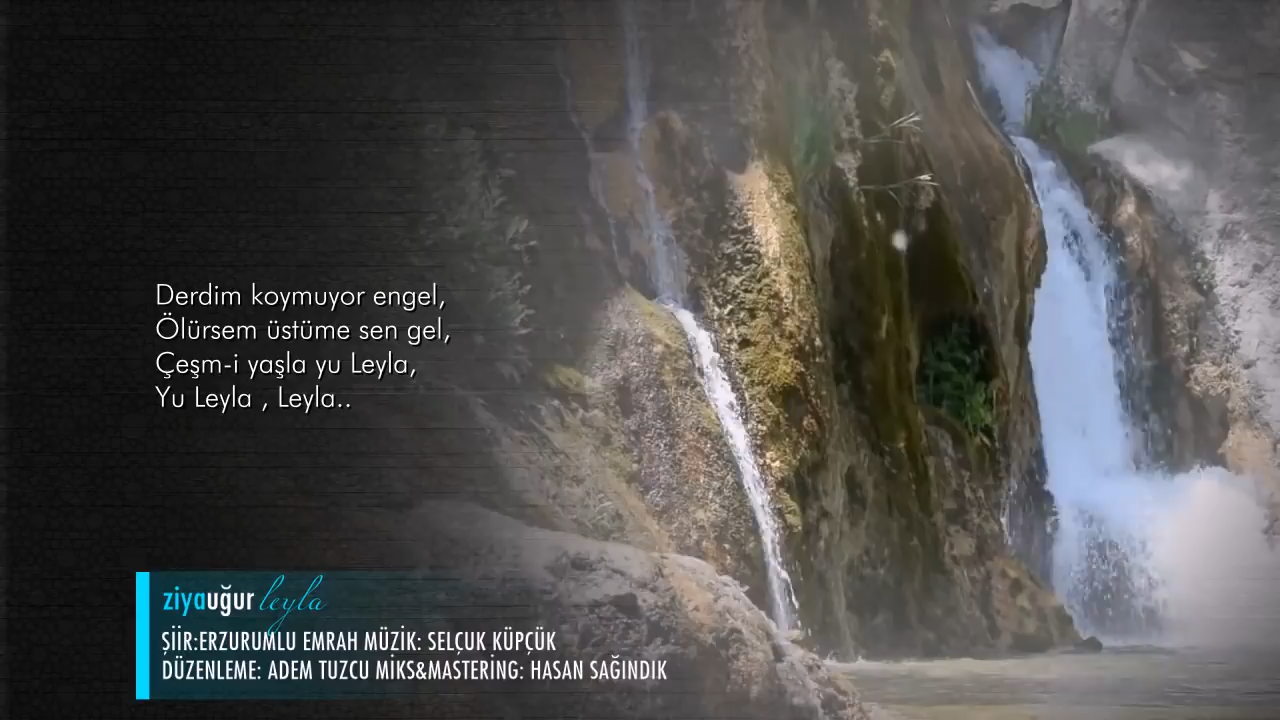 Derdim koymuyor engel,
Ölürsem üstüme sen gel,
Çeşm-i yaşla yu Leyla,
Yu Leyla , Leyla..
ziyauğur leyla
ŞİİR:ERZURUMLU EMRAH MÜZİK: SELÇUK KÜPÇÜK
DÜZENLEME: ADEM TUZCU MİKS&MASTERİNG: HASAN SAĞINDIK